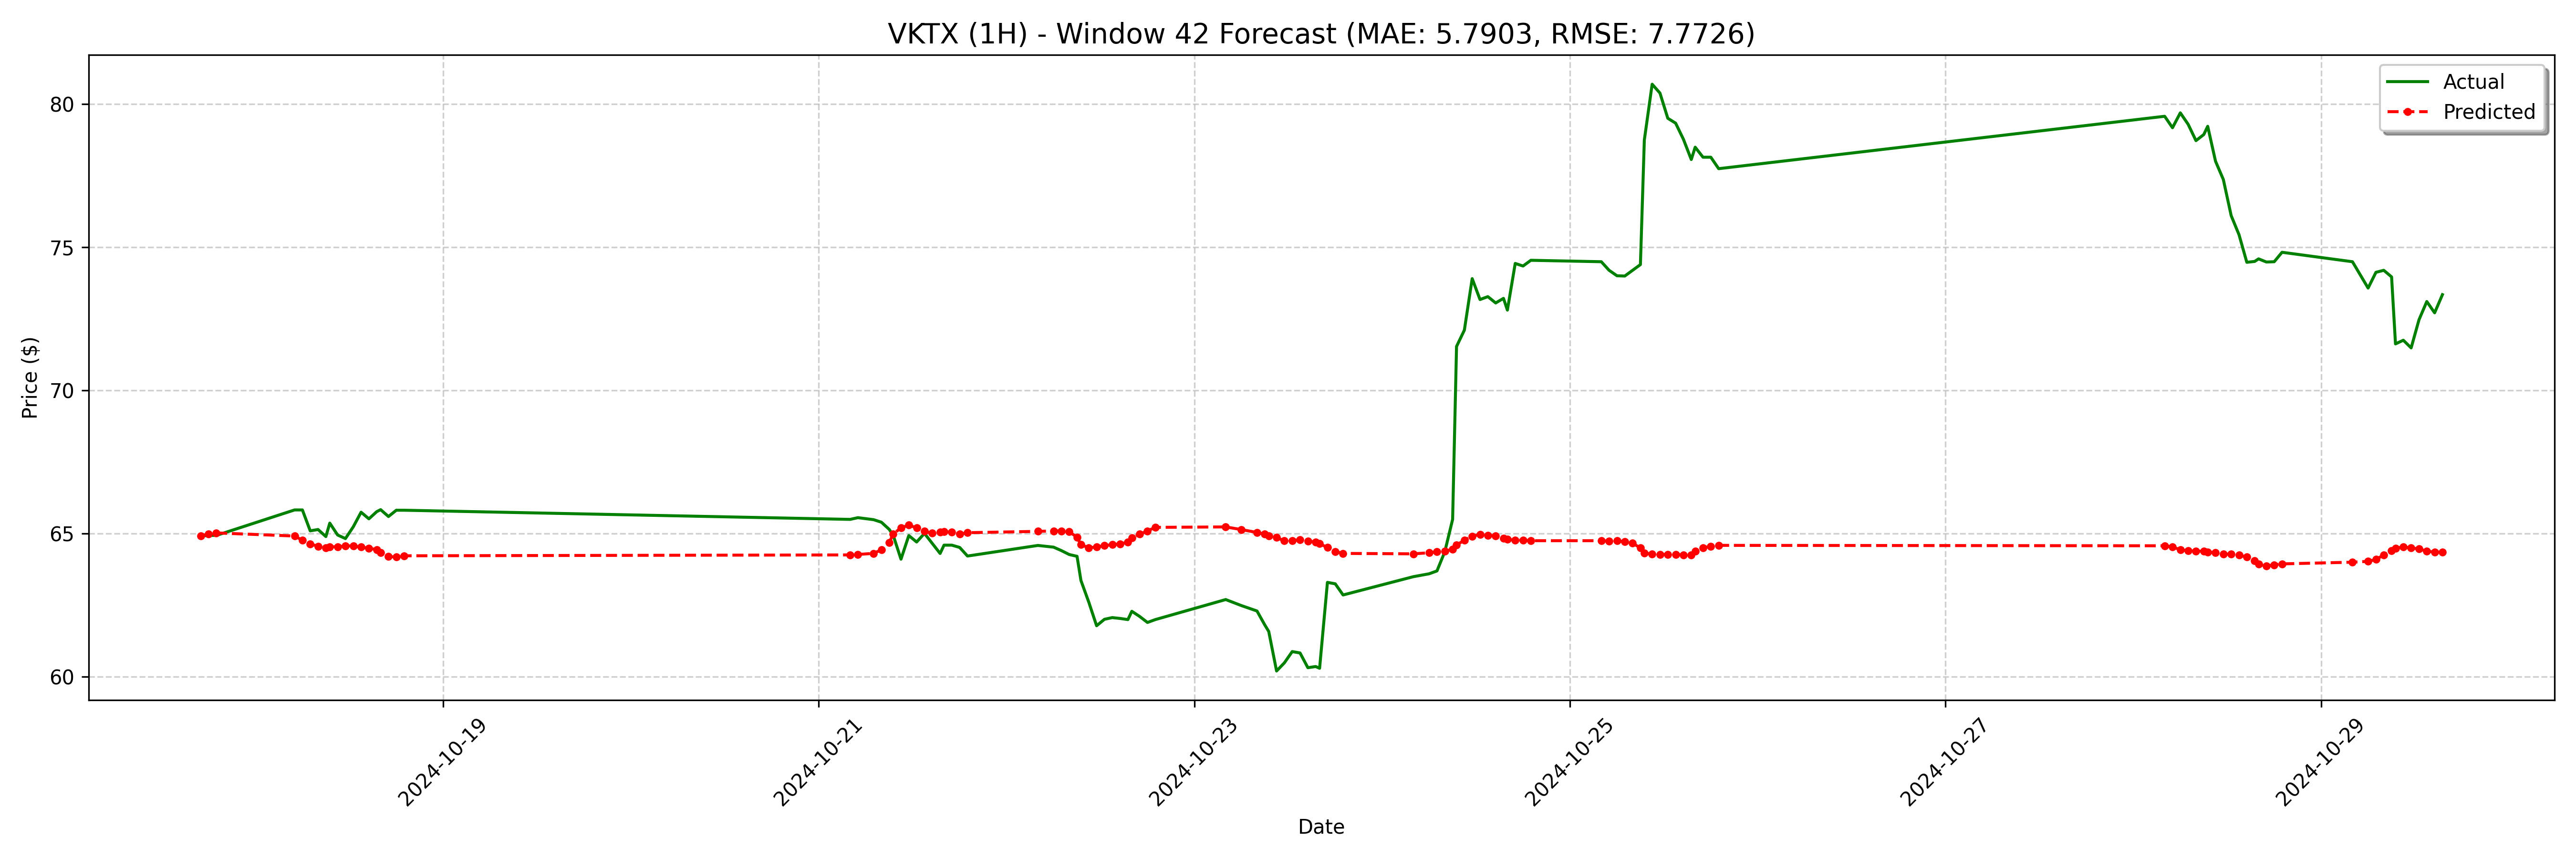 VKTX (1H) - Window 42 Forecast (MAE: 5.7903, RMSE: 7.7726)
Actual
Predicted
Price ($)
80
75
70
65
60
2024-10-19
2024-10-21
2024-10-23
2024-10-25
2024-10-27
2024-10-29
Date